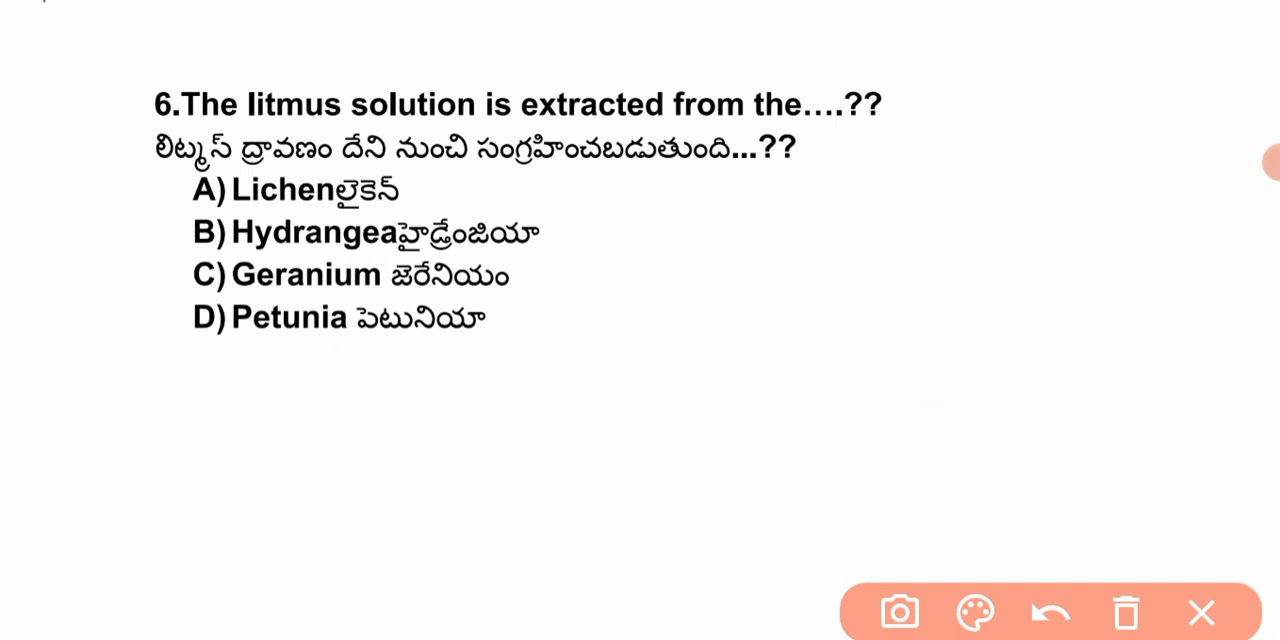 6.The litmus solution is extracted from the....??
లిట్మస్ ద్రావణం దేని నుంచి సంగ్రహించబడుతుంది...??
A) Lichenలైకెన్
B) Hydrangeaహైడ్రేంజియా
C) Geranium జెరేనియం
D) Petunia పెటునియా